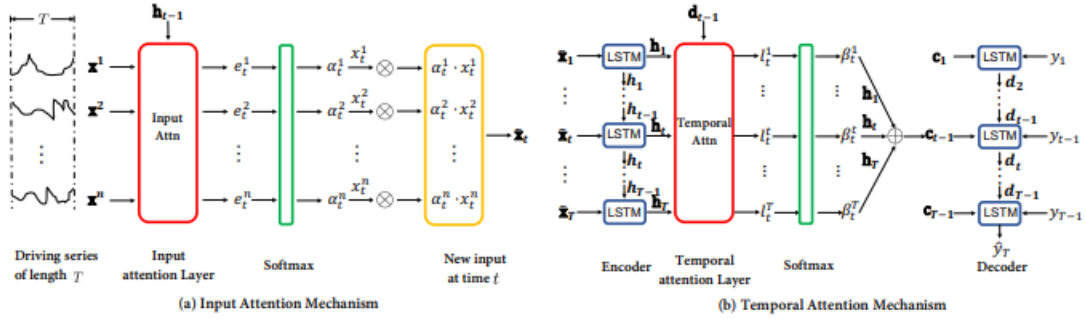 T
h_{t-1}
x^1 e_t^1 α_t^1 x_t^1 ⊗ α_t^1 · x_t^1
x^2 e_t^2 α_t^2 x_t^2 ⊗ α_t^2 · x_t^2
Input
Attn
x̃_t
x^n e_t^n α_t^n x_t^n ⊗ α_t^n · x_t^n
Driving series
of length T
Input
attention Layer
Softmax
New input
at time t
(a) Input Attention Mechanism
d_{t-1}
x̃_1 LSTM h_1 l_t^1 β_t^1 c_1 LSTM y_1
h_1 h_1 d_2
h_{t-1} d_{t-1}
x̃_t LSTM h_t l_t^t β_t^t h_t ⊕ c_{t-1} LSTM y_{t-1}
Temporal
Attn
h_t h_T d_t
h_{T-1} d_{T-1}
x̃_T LSTM h_T l_t^T β_t^T c_{T-1} LSTM y_{T-1}
ŷ_T
Encoder
Temporal
attention Layer
Softmax
Decoder
(b) Temporal Attention Mechanism